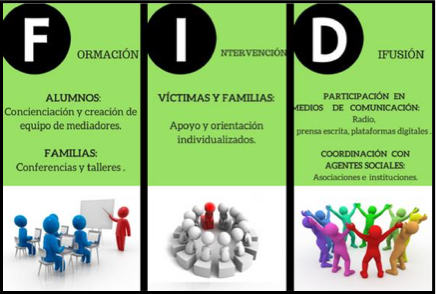 F ORMACIÓN
ALUMNOS:
Concienciación y creación de
equipo de mediadores.
FAMILIAS:
Conferencias y talleres .
I NTERVENCIÓN
VÍCTIMAS Y FAMILIAS:
Apoyo y orientación
individualizados.
D IFUSIÓN
PARTICIPACIÓN EN
MEDIOS DE COMUNICACIÓN:
Radio,
prensa escrita, plataformas digitales .
COORDINACIÓN CON
AGENTES SOCIALES:
Asociaciones e instituciones.